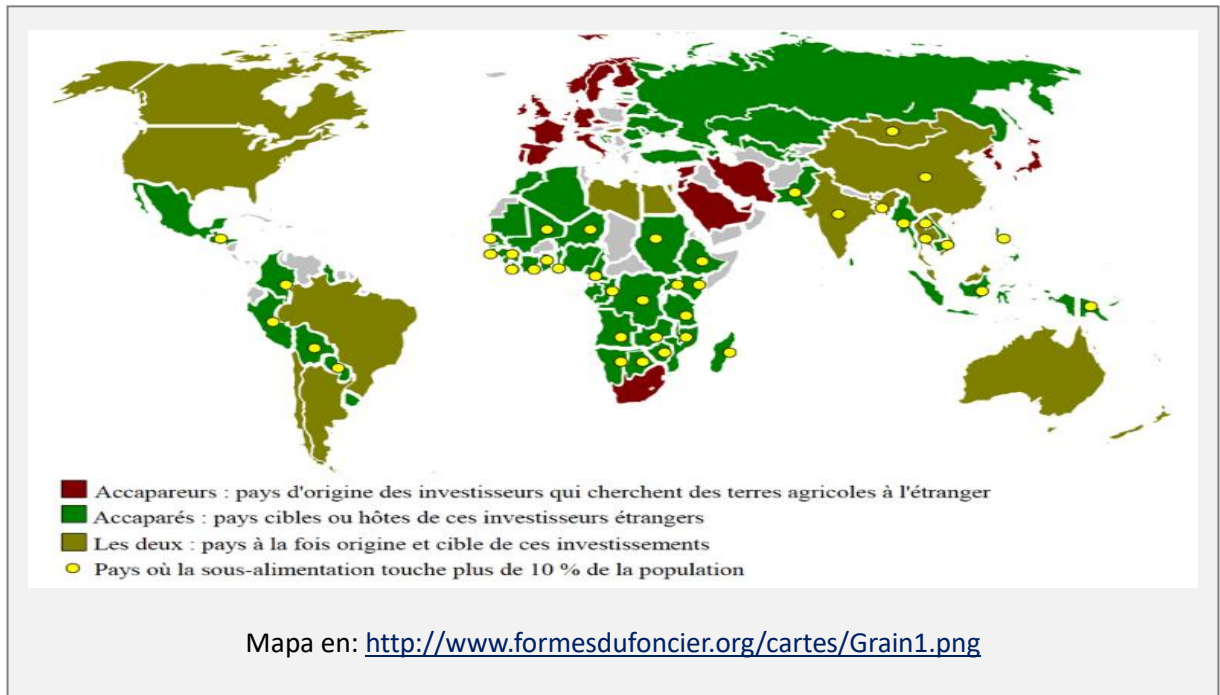 Accapareurs : pays d'origine des investisseurs qui cherchent des terres agricoles à l'étranger
Accaparés : pays cibles ou hôtes de ces investisseurs étrangers
Les deux : pays à la fois origine et cible de ces investissements
Pays où la sous-alimentation touche plus de 10 % de la population
Mapa en: http://www.formesdufoncier.org/cartes/Grain1.png